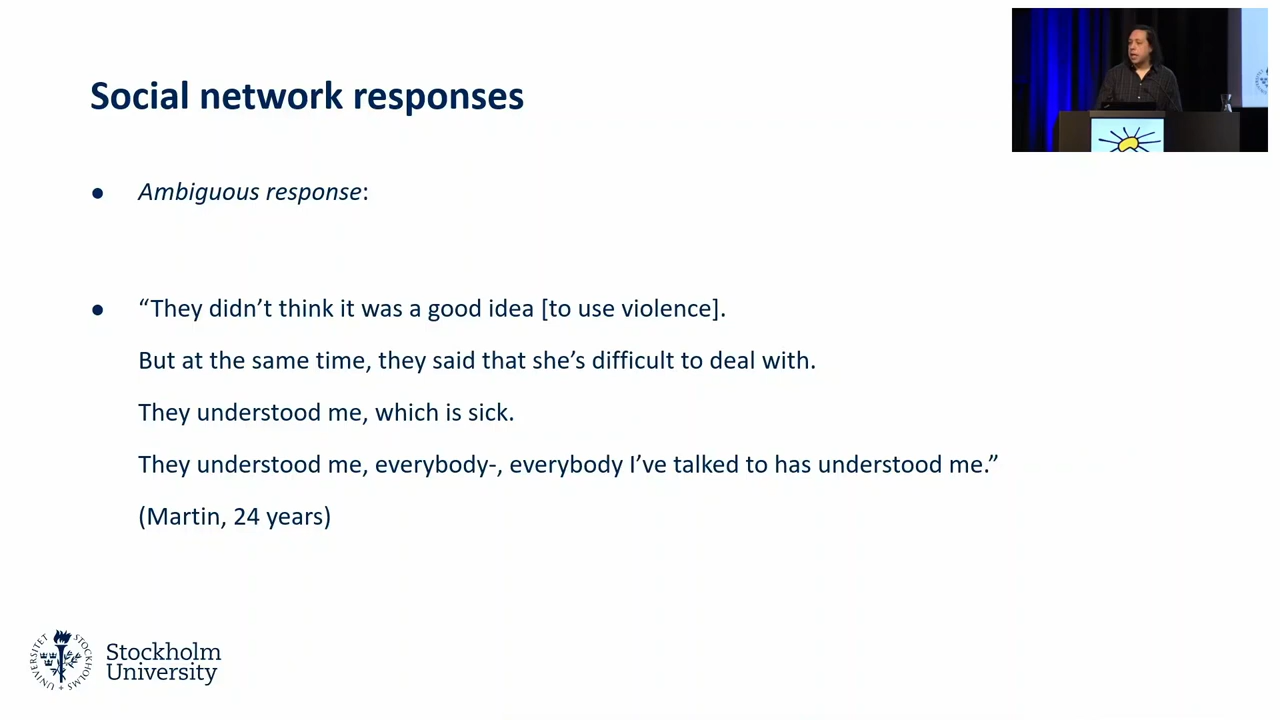 Social network responses
● Ambiguous response:
● “They didn’t think it was a good idea [to use violence].
But at the same time, they said that she’s difficult to deal with.
They understood me, which is sick.
They understood me, everybody-, everybody I’ve talked to has understood me.”
(Martin, 24 years)
STOCKHOLMS UNIVERSITET
Stockholm
University